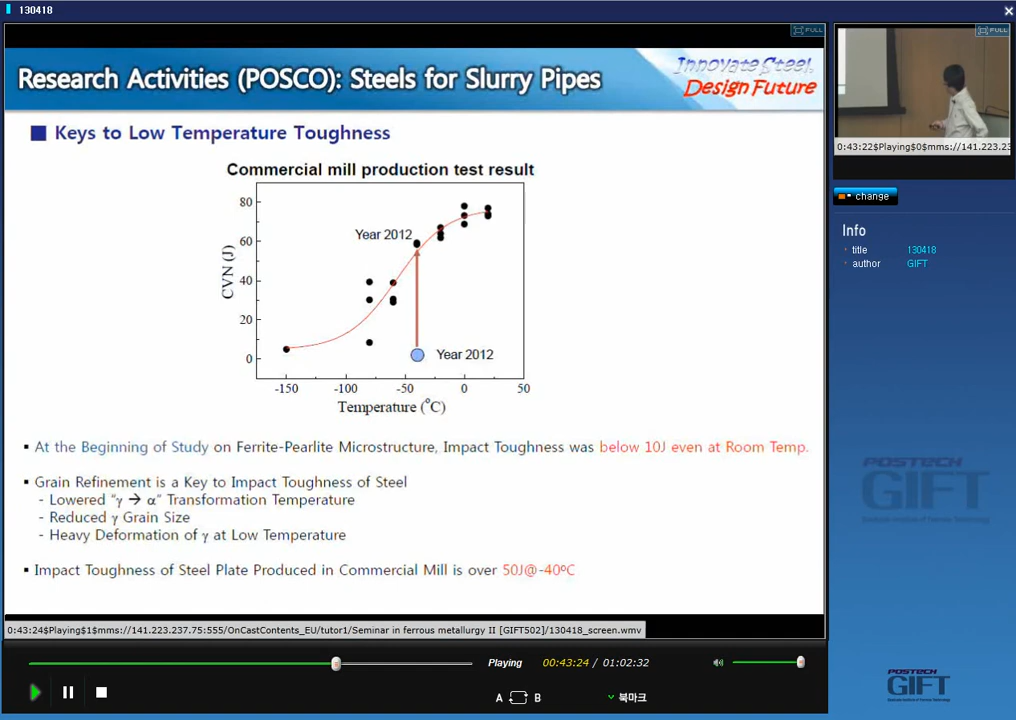 130418
FULL
Research Activities (POSCO): Steels for Slurry Pipes
Innovate Steel,
Design Future
Keys to Low Temperature Toughness
Commercial mill production test result
CVN (J)
80
60
40
20
0
Year 2012
Year 2012
-150
-100
-50
0
50
Temperature (°C)
▪ At the Beginning of Study on Ferrite-Pearlite Microstructure, Impact Toughness was below 10J even at Room Temp.
▪ Grain Refinement is a Key to Impact Toughness of Steel
- Lowered "γ → α" Transformation Temperature
- Reduced γ Grain Size
- Heavy Deformation of γ at Low Temperature
▪ Impact Toughness of Steel Plate Produced in Commercial Mill is over 50J@-40ºC
0:43:24$Playing$1$mms://141.223.237.75:555/OnCastContents_EU/tutor1/Seminar in ferrous metallurgy II [GIFT502]/130418_screen.wmv
Playing
00:43:24 / 01:02:32
A B
북마크
FULL
0:43:22$Playing$0$mms://141.223.23
change
Info
title 130418
author GIFT
POSTECH
GIFT
POSTECH
GIFT